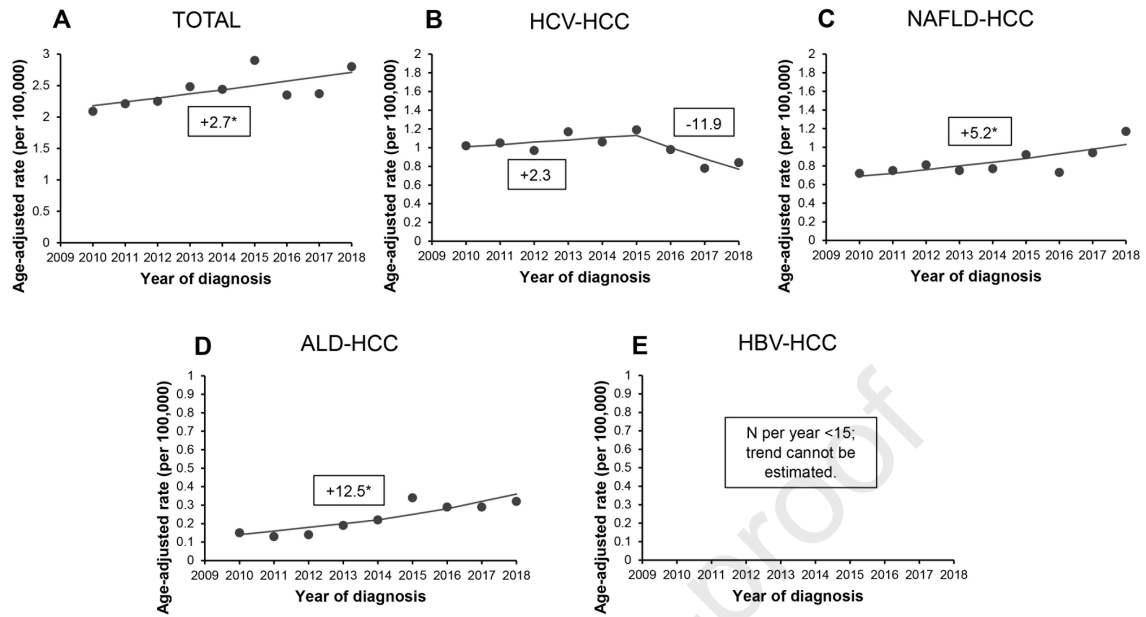 A
TOTAL
Age-adjusted rate (per 100,000)
3
2.5
2
1.5
1
0.5
0
+2.7*
2009 2010 2011 2012 2013 2014 2015 2016 2017 2018
Year of diagnosis
B
HCV-HCC
Age-adjusted rate (per 100,000)
2
1.8
1.6
1.4
1.2
1
0.8
0.6
0.4
0.2
0
-11.9
+2.3
2009 2010 2011 2012 2013 2014 2015 2016 2017 2018
Year of diagnosis
C
NAFLD-HCC
Age-adjusted rate (per 100,000)
2
1.8
1.6
1.4
1.2
1
0.8
0.6
0.4
0.2
0
+5.2*
2009 2010 2011 2012 2013 2014 2015 2016 2017 2018
Year of diagnosis
D
ALD-HCC
Age-adjusted rate (per 100,000)
1
0.9
0.8
0.7
0.6
0.5
0.4
0.3
0.2
0.1
0
+12.5*
2009 2010 2011 2012 2013 2014 2015 2016 2017 2018
Year of diagnosis
E
HBV-HCC
Age-adjusted rate (per 100,000)
1
0.9
0.8
0.7
0.6
0.5
0.4
0.3
0.2
0.1
0
N per year <15;
trend cannot be
estimated.
2009 2010 2011 2012 2013 2014 2015 2016 2017 2018
Year of diagnosis
proof